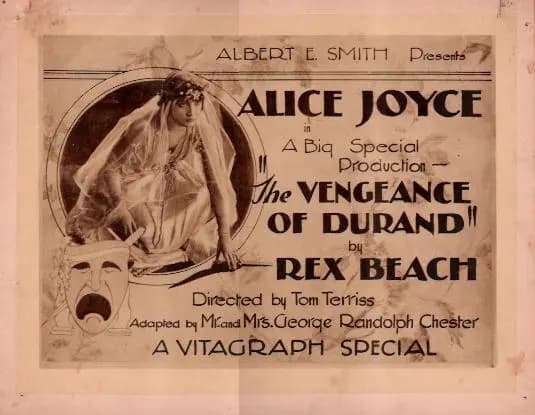 ALBERT E. SMITH Presents
ALICE JOYCE
in
A Big Special
Production —
"The VENGEANCE
OF DURAND"
by
REX BEACH
Directed by Tom Terriss
Adapted by Mr. and Mrs. George Randolph Chester
A VITAGRAPH SPECIAL